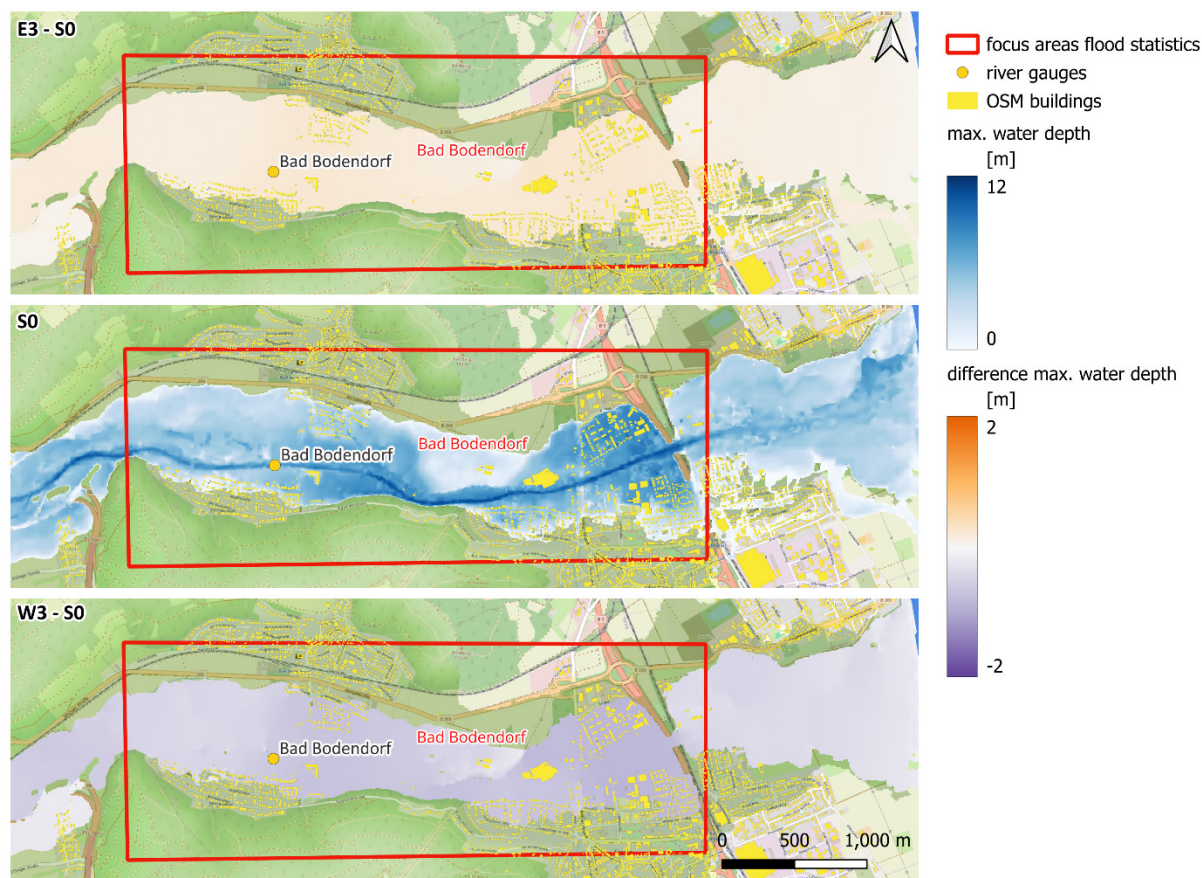 E3 - S0
Bad Bodendorf
Bad Bodendorf
focus areas flood statistics
river gauges
OSM buildings
max. water depth
[m]
12
0
S0
Bad Bodendorf
Bad Bodendorf
difference max. water depth
[m]
2
-2
W3 - S0
Bad Bodendorf
Bad Bodendorf
0 500 1,000 m